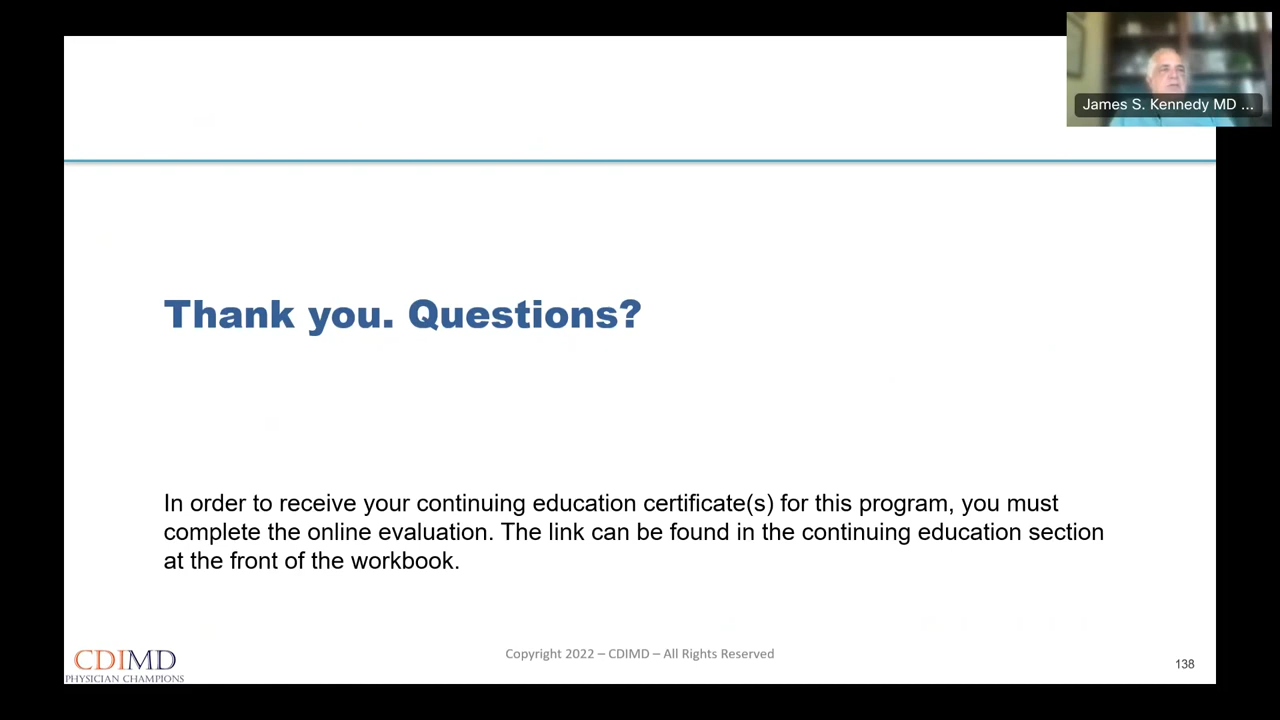 James S. Kennedy MD ...
Thank you. Questions?
In order to receive your continuing education certificate(s) for this program, you must
complete the online evaluation. The link can be found in the continuing education section
at the front of the workbook.
CDIMD
PHYSICIAN CHAMPIONS
Copyright 2022 – CDIMD – All Rights Reserved
138